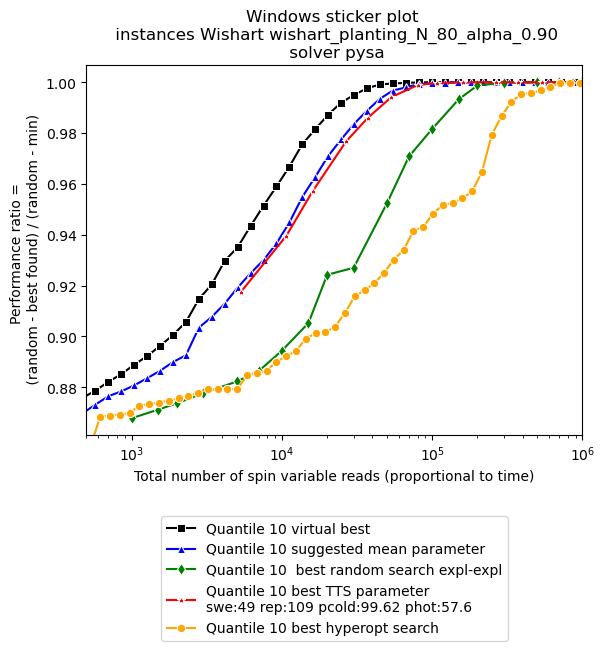 Windows sticker plot
instances Wishart wishart_planting_N_80_alpha_0.90
solver pysa
Performance ratio =
(random - best found) / (random - min)
1.00
0.98
0.96
0.94
0.92
0.90
0.88
10³
10⁴
10⁵
10⁶
Total number of spin variable reads (proportional to time)
Quantile 10 virtual best
Quantile 10 suggested mean parameter
Quantile 10  best random search expl-expl
Quantile 10 best TTS parameter
swe:49 rep:109 pcold:99.62 phot:57.6
Quantile 10 best hyperopt search